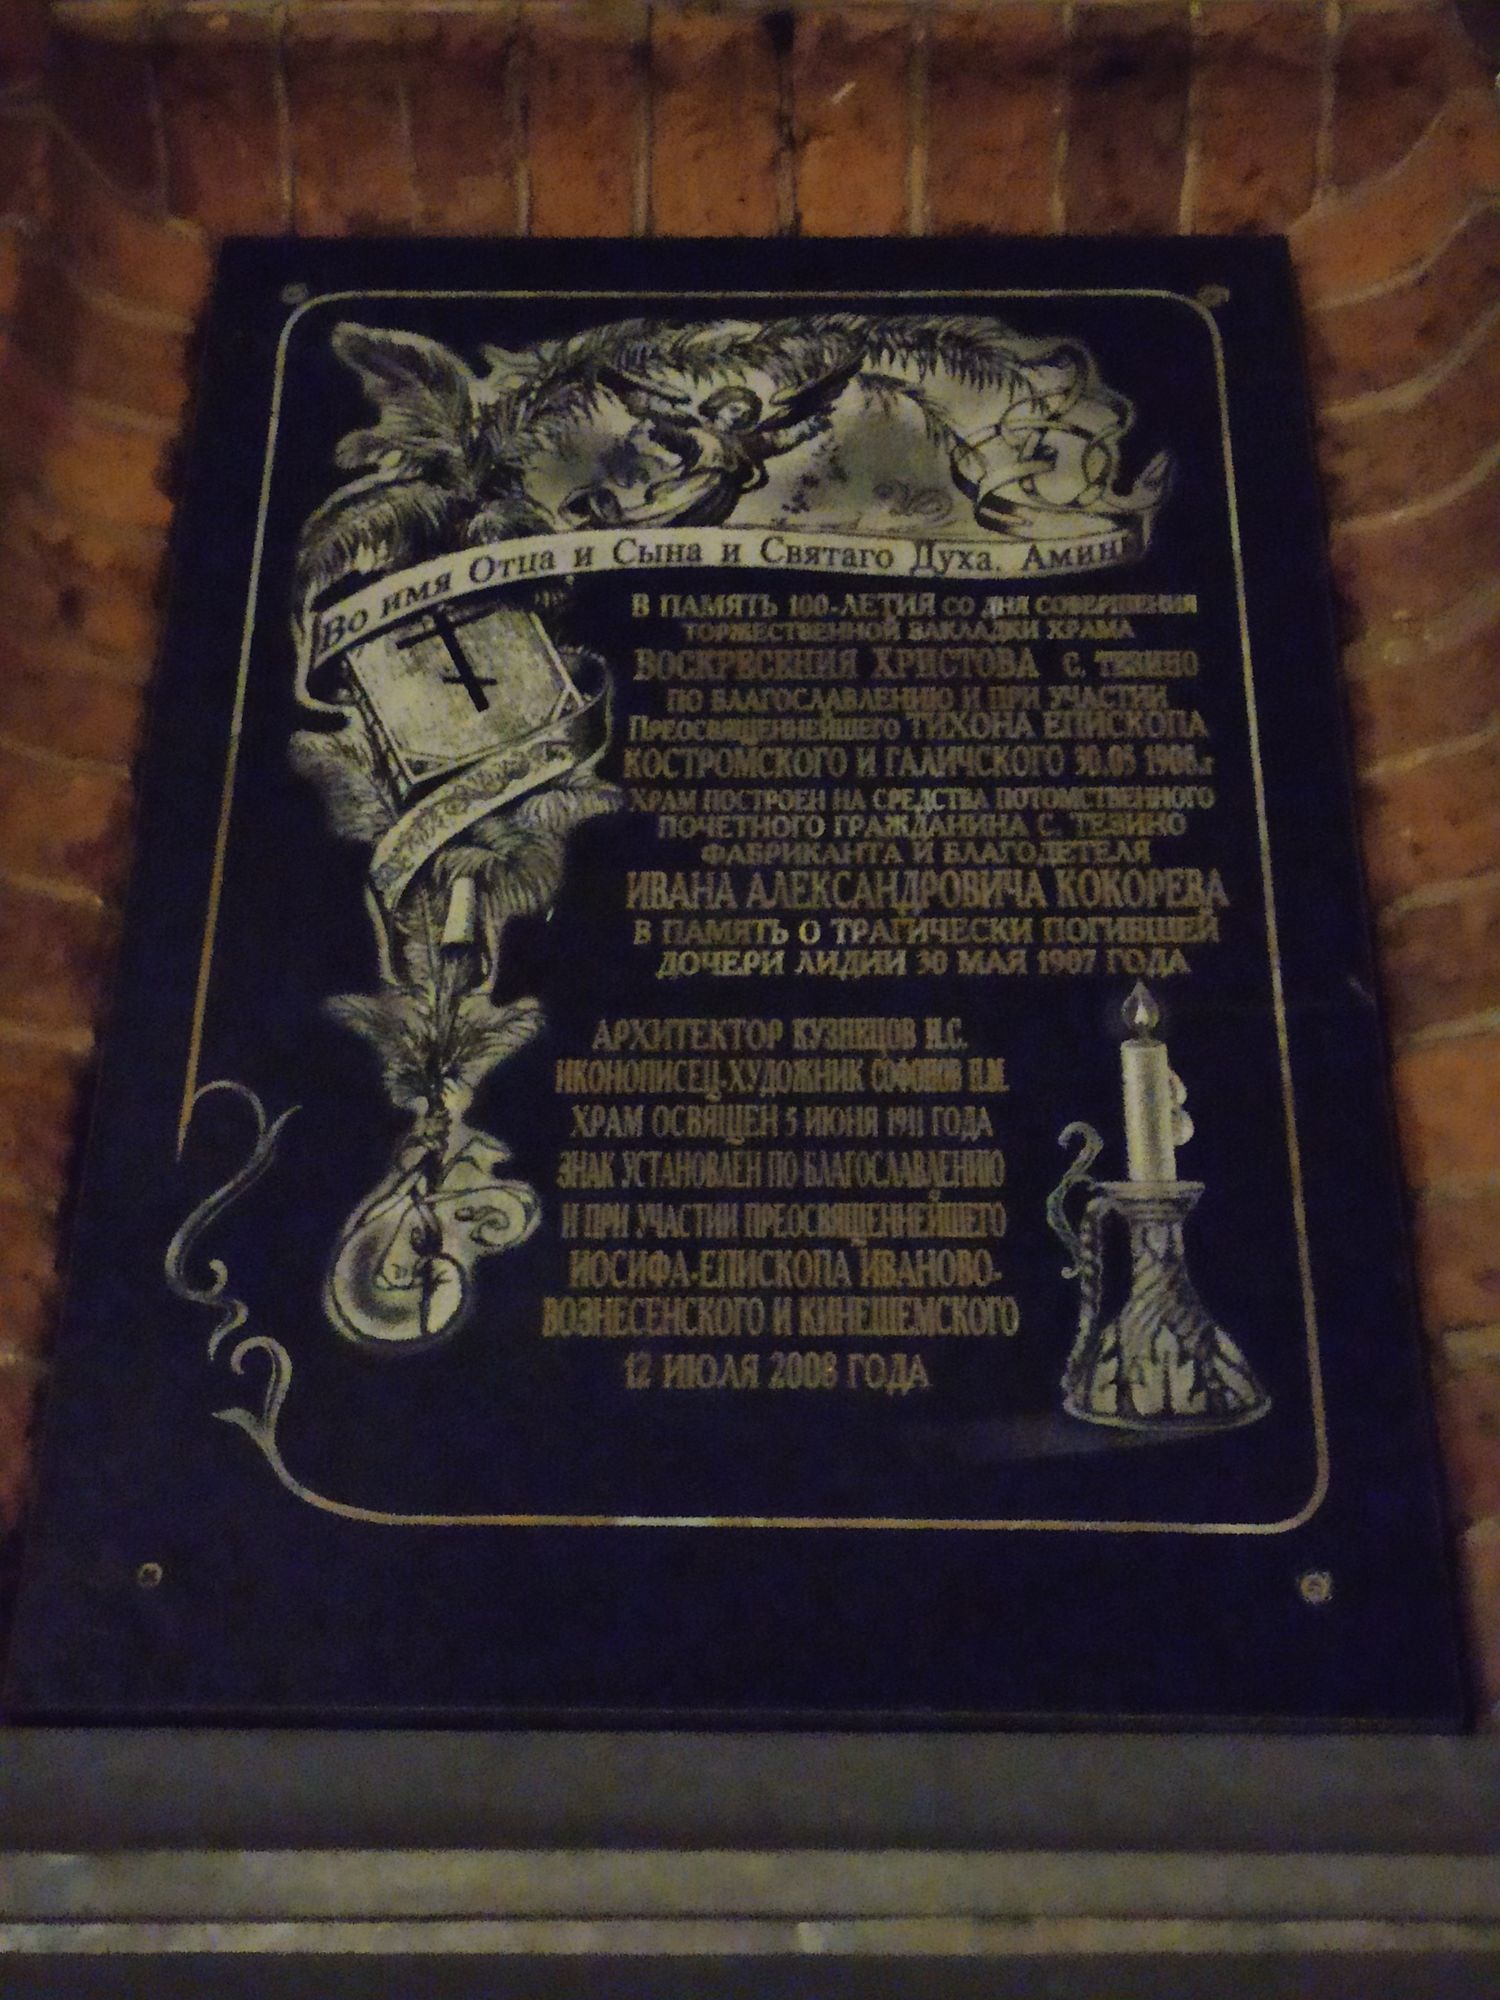 Во имя Отца и Сына и Святаго Духа. Аминь
В ПАМЯТЬ 100-ЛЕТИЯ СО ДНЯ СОВЕРШЕНИЯ
ТОРЖЕСТВЕННОЙ ЗАКЛАДКИ ХРАМА
ВОСКРЕСЕНИЯ ХРИСТОВА С. ТЕЗИНО
ПО БЛАГОСЛАВЛЕНИЮ И ПРИ УЧАСТИИ
Преосвященнейшего ТИХОНА ЕПИСКОПА
КОСТРОМСКОГО И ГАЛИЧСКОГО 30.05 1908.г
ХРАМ ПОСТРОЕН НА СРЕДСТВА ПОТОМСТВЕННОГО
ПОЧЕТНОГО ГРАЖДАНИНА С. ТЕЗИНО
ФАБРИКАНТА И БЛАГОДЕТЕЛЯ
ИВАНА АЛЕКСАНДРОВИЧА КОКОРЕВА
В ПАМЯТЬ О ТРАГИЧЕСКИ ПОГИБШЕЙ
ДОЧЕРИ ЛИДИИ 30 МАЯ 1907 ГОДА
АРХИТЕКТОР КУЗНЕЦОВ И.С.
ИКОНОПИСЕЦ-ХУДОЖНИК СОФОНОВ Н.М.
ХРАМ ОСВЯЩЕН 5 ИЮНЯ 1911 ГОДА
ЗНАК УСТАНОВЛЕН ПО БЛАГОСЛАВЛЕНИЮ
И ПРИ УЧАСТИИ ПРЕОСВЯЩЕННЕЙШЕГО
ИОСИФА-ЕПИСКОПА ИВАНОВО-
ВОЗНЕСЕНСКОГО И КИНЕШЕМСКОГО
12 ИЮЛЯ 2008 ГОДА